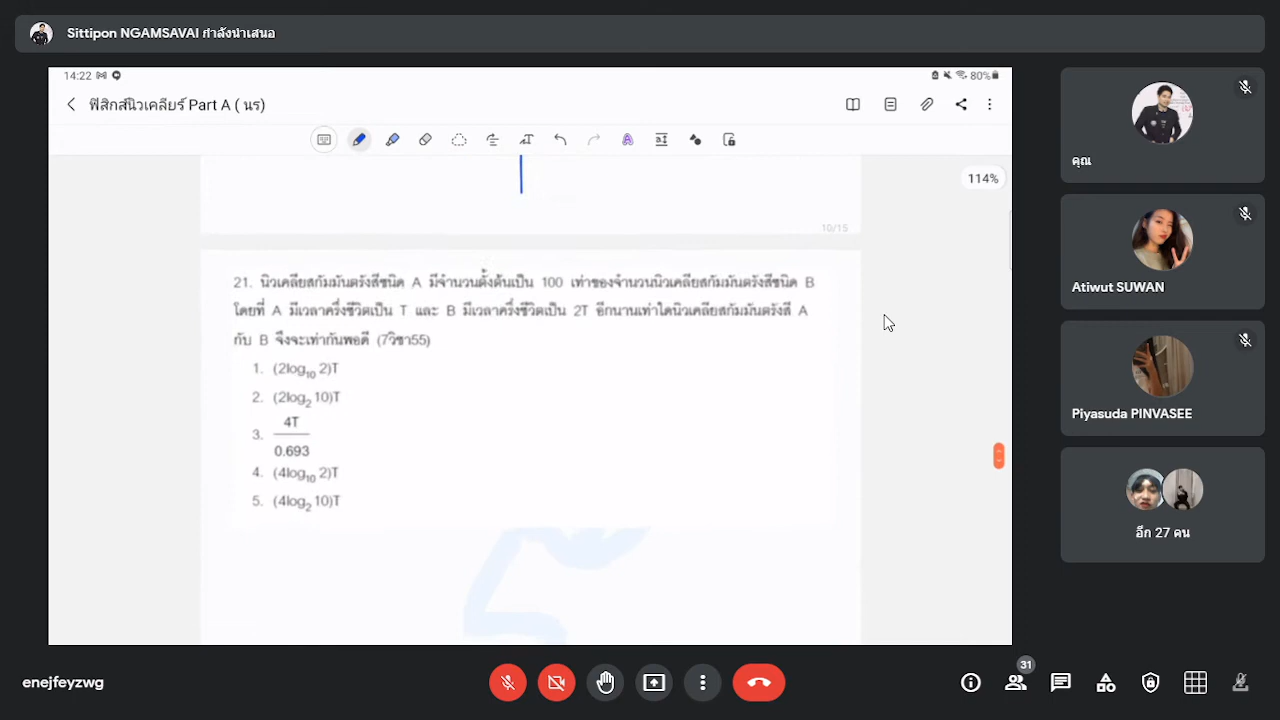 Sittipon NGAMSAVAI กำลังนำเสนอ
14:22
80%
ฟิสิกส์นิวเคลียร์ Part A ( นร)
114%
10/15
21. นิวเคลียสกัมมันตรังสีชนิด A มีจำนวนตั้งต้นเป็น 100 เท่าของจำนวนนิวเคลียสกัมมันตรังสีชนิด B
โดยที่ A มีเวลาครึ่งชีวิตเป็น T และ B มีเวลาครึ่งชีวิตเป็น 2T อีกนานเท่าใดนิวเคลียสกัมมันตรังสี A
กับ B จึงจะเท่ากันพอดี (7วิชา55)
1. (2log₁₀ 2)T
2. (2log₂ 10)T
3. 4T
0.693
4. (4log₁₀ 2)T
5. (4log₂ 10)T
คุณ
Atiwut SUWAN
Piyasuda PINVASEE
อีก 27 คน
enejfeyzwg
31